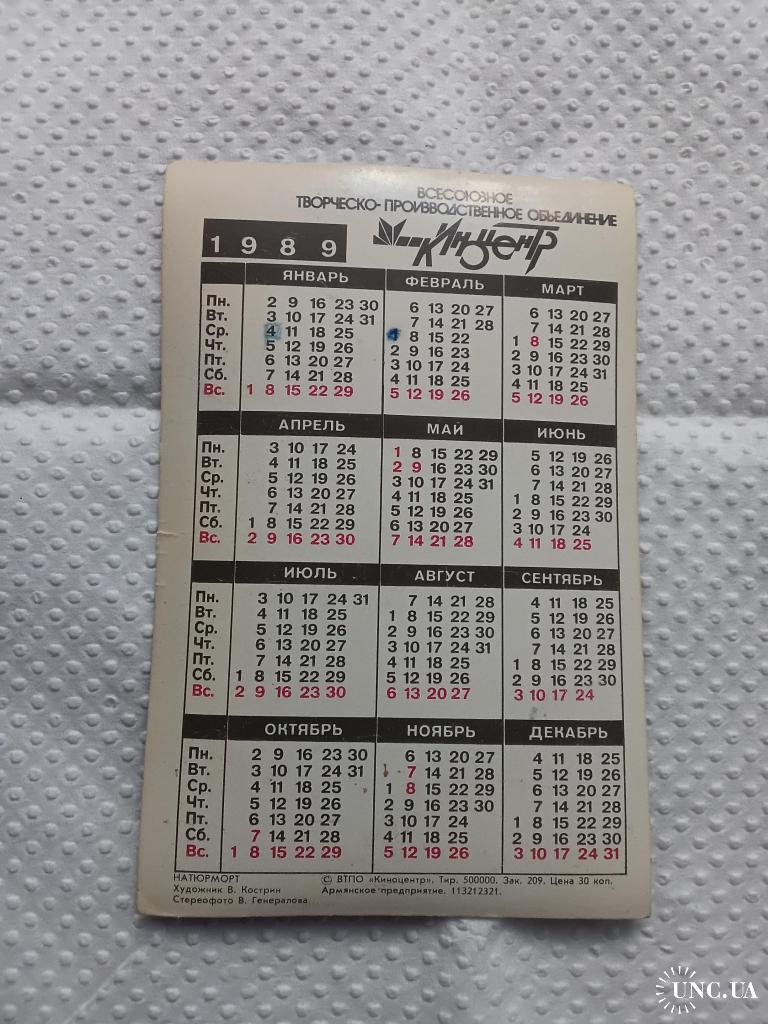 ВСЕСОЮЗНОЕ
ТВОРЧЕСКО-ПРОИЗВОДСТВЕННОЕ ОБЪЕДИНЕНИЕ
1989 Киноцентр
ЯНВАРЬ ФЕВРАЛЬ МАРТ
Пн. 2 9 16 23 30 6 13 20 27 6 13 20 27
Вт. 3 10 17 24 31 7 14 21 28 7 14 21 28
Ср. 4 11 18 25 8 15 22 1 8 15 22 29
Чт. 5 12 19 26 2 9 16 23 2 9 16 23 30
Пт. 6 13 20 27 3 10 17 24 3 10 17 24 31
Сб. 7 14 21 28 4 11 18 25 4 11 18 25
Вс. 1 8 15 22 29 5 12 19 26 5 12 19 26
АПРЕЛЬ МАЙ ИЮНЬ
Пн. 3 10 17 24 1 8 15 22 29 5 12 19 26
Вт. 4 11 18 25 2 9 16 23 30 6 13 20 27
Ср. 5 12 19 26 3 10 17 24 31 7 14 21 28
Чт. 6 13 20 27 4 11 18 25 1 8 15 22 29
Пт. 7 14 21 28 5 12 19 26 2 9 16 23 30
Сб. 1 8 15 22 29 6 13 20 27 3 10 17 24
Вс. 2 9 16 23 30 7 14 21 28 4 11 18 25
ИЮЛЬ АВГУСТ СЕНТЯБРЬ
Пн. 3 10 17 24 31 7 14 21 28 4 11 18 25
Вт. 4 11 18 25 1 8 15 22 29 5 12 19 26
Ср. 5 12 19 26 2 9 16 23 30 6 13 20 27
Чт. 6 13 20 27 3 10 17 24 31 7 14 21 28
Пт. 7 14 21 28 4 11 18 25 1 8 15 22 29
Сб. 1 8 15 22 29 5 12 19 26 2 9 16 23 30
Вс. 2 9 16 23 30 6 13 20 27 3 10 17 24
ОКТЯБРЬ НОЯБРЬ ДЕКАБРЬ
Пн. 2 9 16 23 30 6 13 20 27 4 11 18 25
Вт. 3 10 17 24 31 7 14 21 28 5 12 19 26
Ср. 4 11 18 25 1 8 15 22 29 6 13 20 27
Чт. 5 12 19 26 2 9 16 23 30 7 14 21 28
Пт. 6 13 20 27 3 10 17 24 1 8 15 22 29
Сб. 7 14 21 28 4 11 18 25 2 9 16 23 30
Вс. 1 8 15 22 29 5 12 19 26 3 10 17 24 31
НАТЮРМОРТ
Художник В. Кострин
Стереофото В. Генералова
© ВТПО «Киноцентр». Тир. 500000. Зак. 209. Цена 30 коп.
Армянское предприятие. 113212321.
UNC.UA